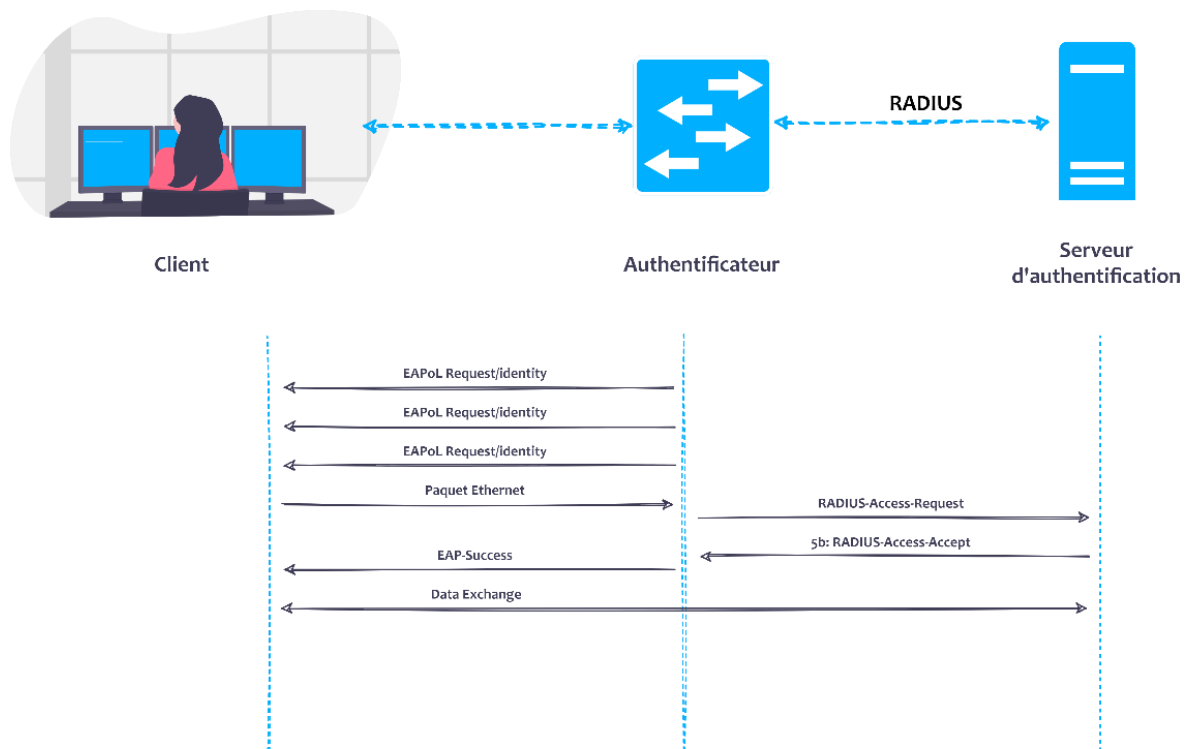 RADIUS
Client
Authentificateur
Serveur
d'authentification
EAPoL Request/identity
EAPoL Request/identity
EAPoL Request/identity
Paquet Ethernet
RADIUS-Access-Request
5b: RADIUS-Access-Accept
EAP-Success
Data Exchange